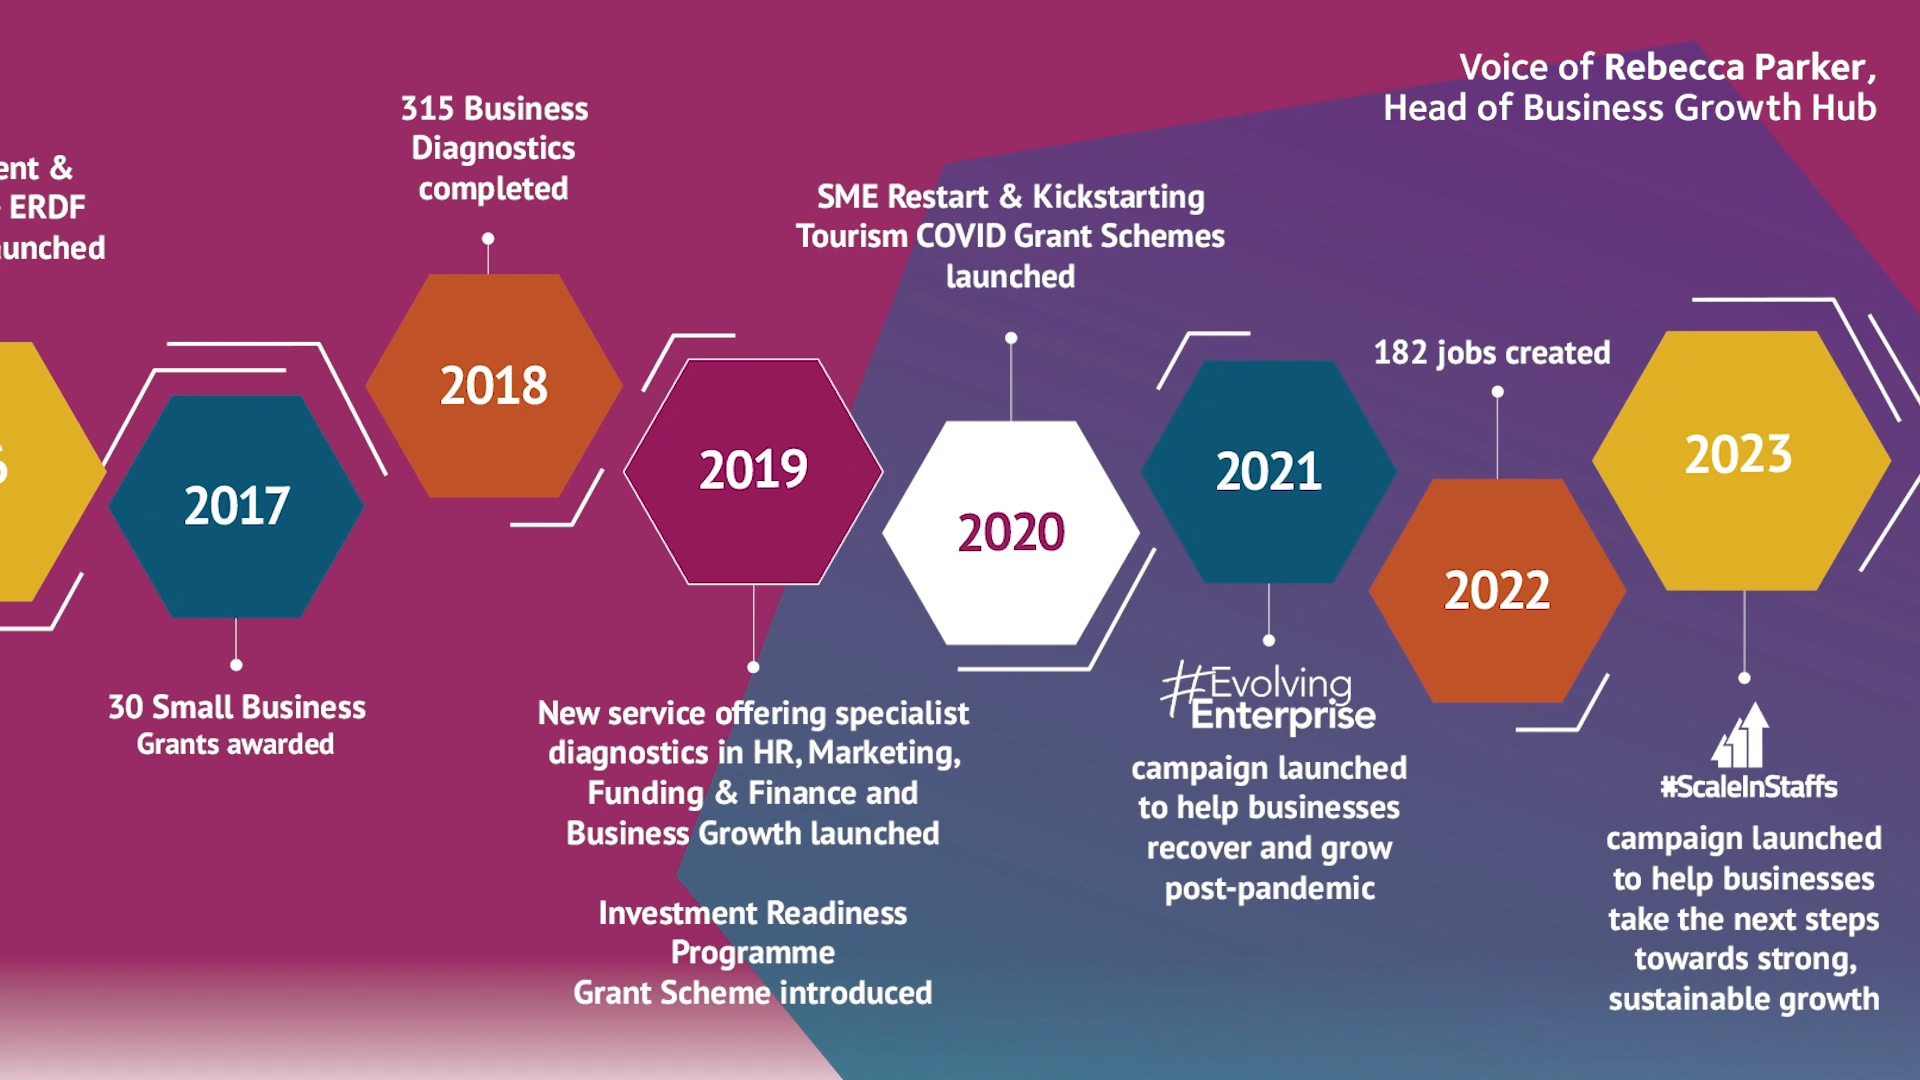 Voice of Rebecca Parker,
Head of Business Growth Hub
&
ERDF
2017
30 Small Business
Grants awarded
315 Business
Diagnostics
completed
2018
2019
New service offering specialist
diagnostics in HR, Marketing,
Funding & Finance and
Business Growth launched
Investment Readiness
Programme
Grant Scheme introduced
SME Restart & Kickstarting
Tourism COVID Grant Schemes
launched
2020
2021
#Evolving
Enterprise
campaign launched
to help businesses
recover and grow
post-pandemic
182 jobs created
2022
2023
#ScaleInStaffs
campaign launched
to help businesses
take the next steps
towards strong,
sustainable growth